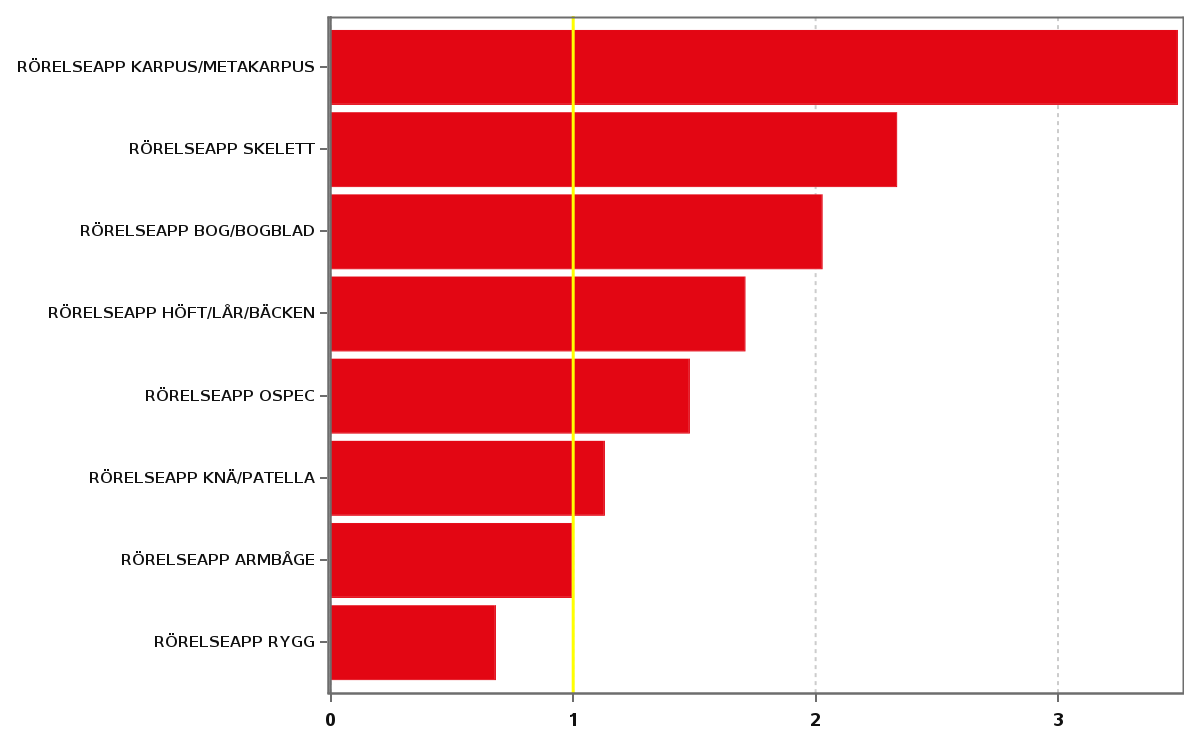 RÖRELSEAPP KARPUS/METAKARPUS
RÖRELSEAPP SKELETT
RÖRELSEAPP BOG/BOGBLAD
RÖRELSEAPP HÖFT/LÅR/BÄCKEN
RÖRELSEAPP OSPEC
RÖRELSEAPP KNÄ/PATELLA
RÖRELSEAPP ARMBÅGE
RÖRELSEAPP RYGG
0 1 2 3